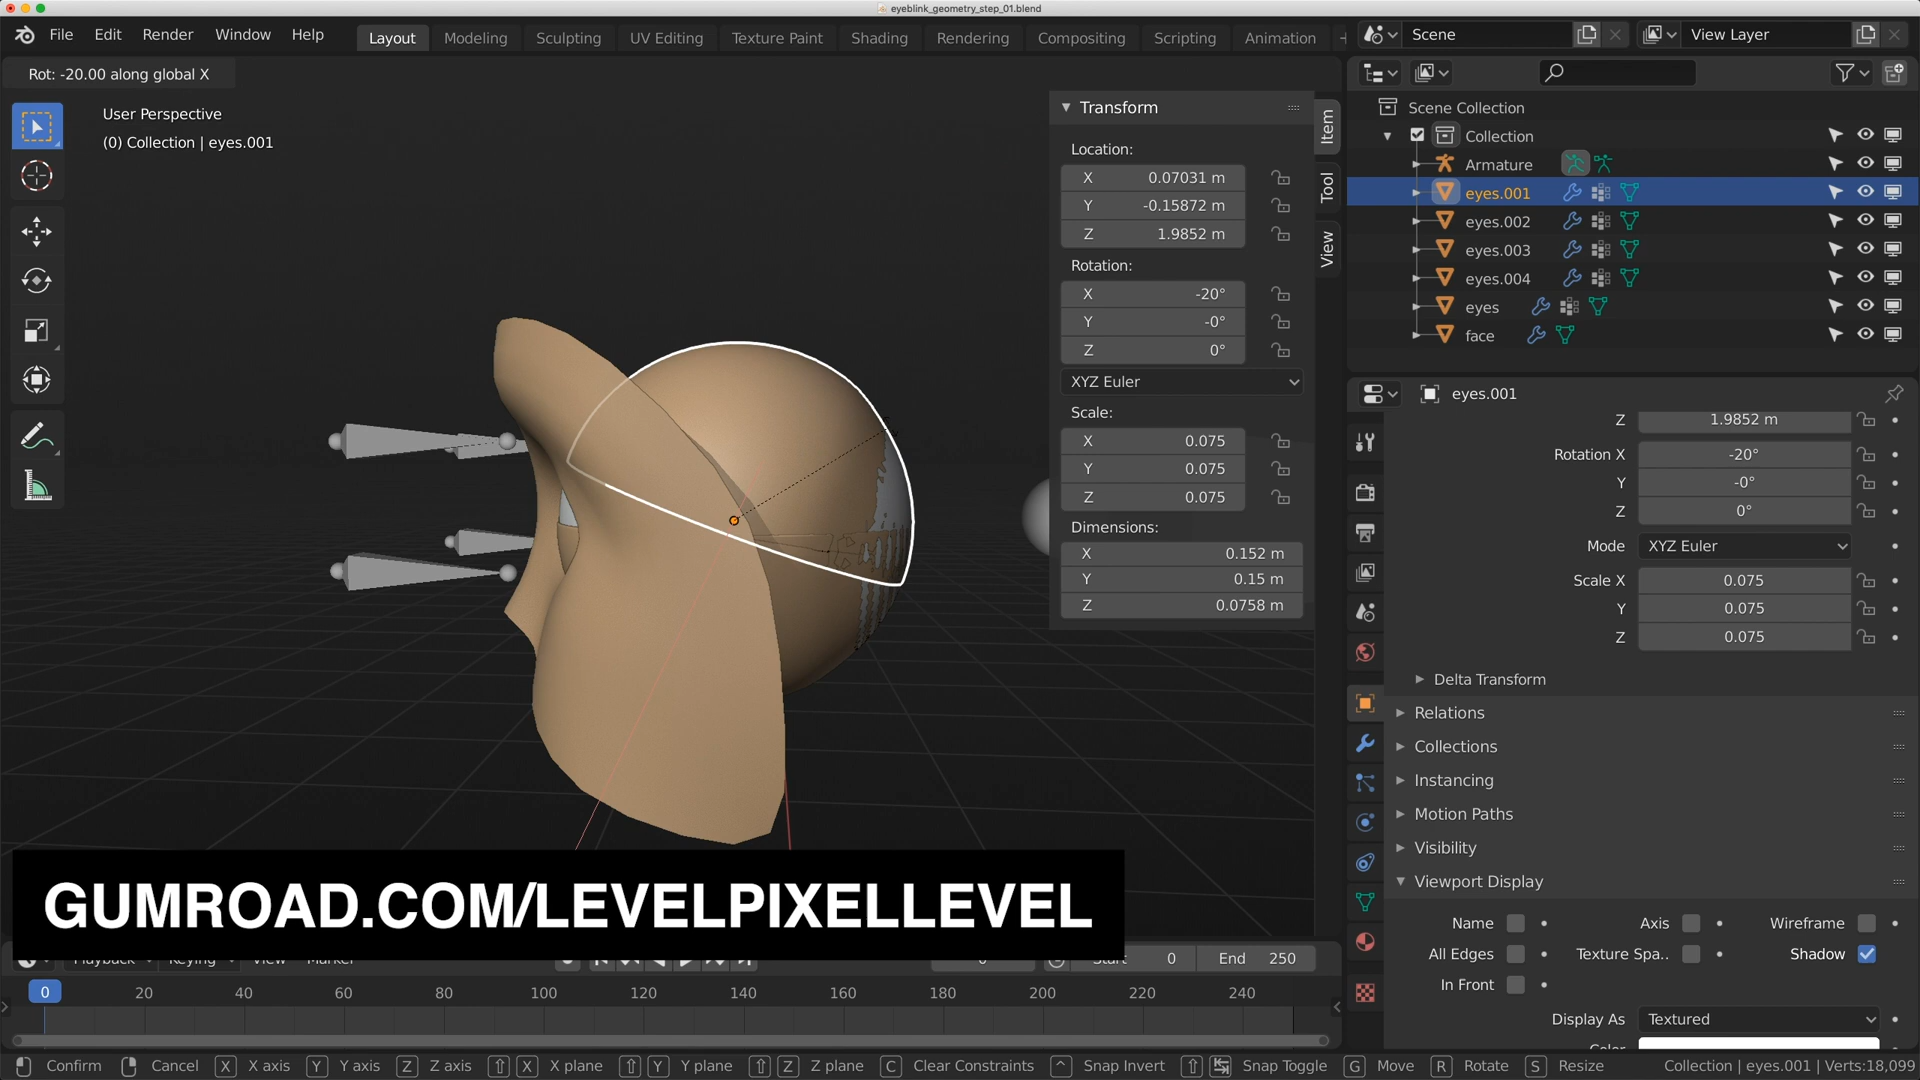 eyeblink_geometry_step_01.blend
File Edit Render Window Help Layout Modeling Sculpting UV Editing Texture Paint Shading Rendering Compositing Scripting Animation Scene View Layer
Rot: -20.00 along global X
User Perspective
(0) Collection | eyes.001
Transform
Location:
X 0.07031 m
Y -0.15872 m
Z 1.9852 m
Rotation:
X -20°
Y -0°
Z 0°
XYZ Euler
Scale:
X 0.075
Y 0.075
Z 0.075
Dimensions:
X 0.152 m
Y 0.15 m
Z 0.0758 m
Item
Tool
View
Scene Collection
Collection
Armature
eyes.001
eyes.002
eyes.003
eyes.004
eyes
face
eyes.001
Z 1.9852 m
Rotation X -20°
Y -0°
Z 0°
Mode XYZ Euler
Scale X 0.075
Y 0.075
Z 0.075
Delta Transform
Relations
Collections
Instancing
Motion Paths
Visibility
Viewport Display
Name Axis Wireframe
All Edges Texture Spa.. Shadow
In Front
Display As Textured
GUMROAD.COM/LEVELPIXELLEVEL
Playback Keying View Marker 0 Start 0 End 250
0 20 40 60 80 100 120 140 160 180 200 220 240
Confirm Cancel X X axis Y Y axis Z Z axis X X plane Y Y plane Z Z plane C Clear Constraints Snap Invert Snap Toggle G Move R Rotate S Resize Collection | eyes.001 | Verts:18,099